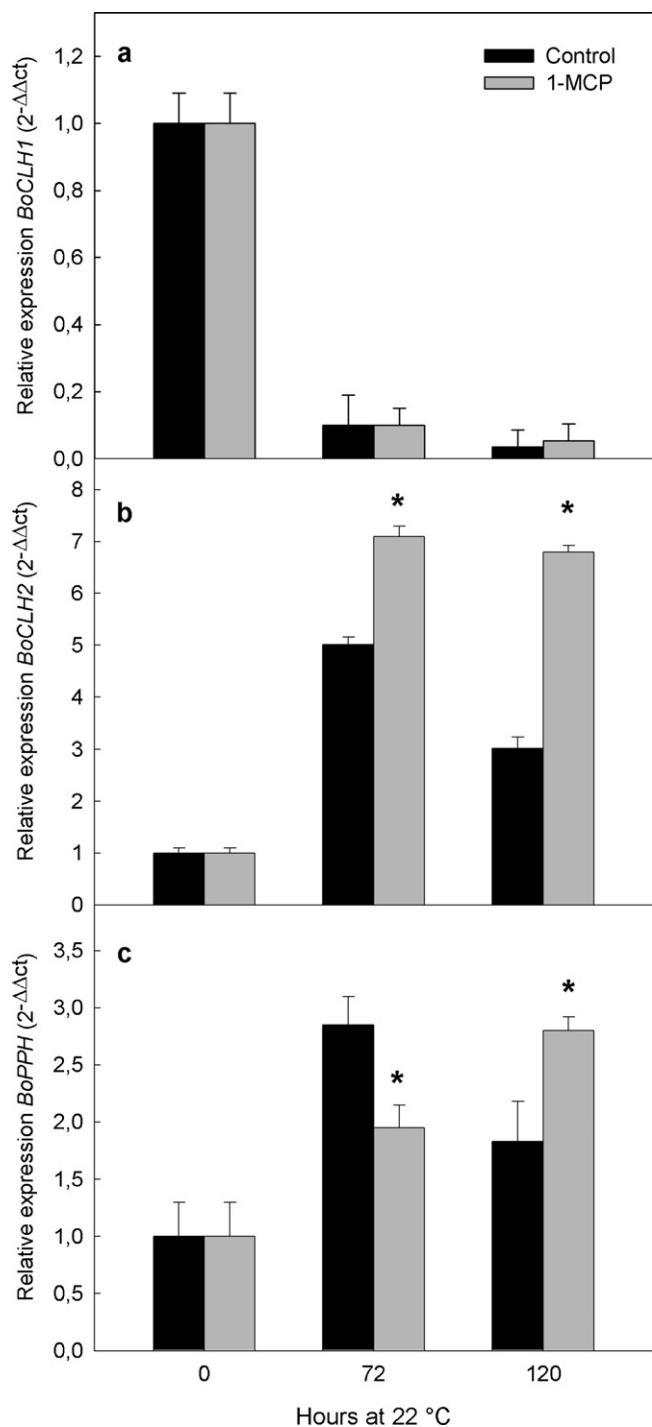 a
Control
1-MCP
Relative expression BoCLH1 (2-ΔΔct)
1,2
1,0
0,8
0,6
0,4
0,2
0,0
b
* *
Relative expression BoCLH2 (2-ΔΔct)
8
7
6
5
4
3
2
1
0
c
*
*
Relative expression BoPPH (2-ΔΔct)
3,5
3,0
2,5
2,0
1,5
1,0
0,5
0,0
0 72 120
Hours at 22 °C